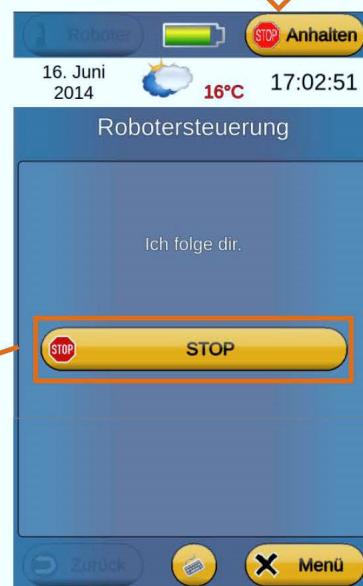 Roboter
STOP Anhalten
16. Juni
2014
16°C
17:02:51
Robotersteuerung
Ich folge dir.
STOP STOP
Zurück
Menü